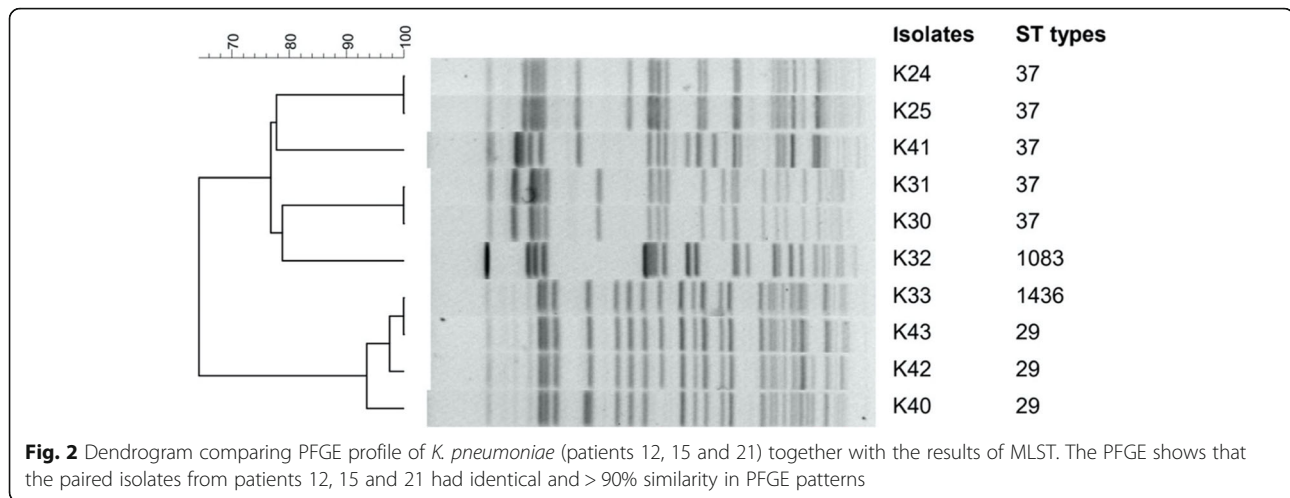 70 80 90 100
Isolates ST types
K24 37
K25 37
K41 37
K31 37
K30 37
K32 1083
K33 1436
K43 29
K42 29
K40 29
Fig. 2 Dendrogram comparing PFGE profile of K. pneumoniae (patients 12, 15 and 21) together with the results of MLST. The PFGE shows that
the paired isolates from patients 12, 15 and 21 had identical and > 90% similarity in PFGE patterns